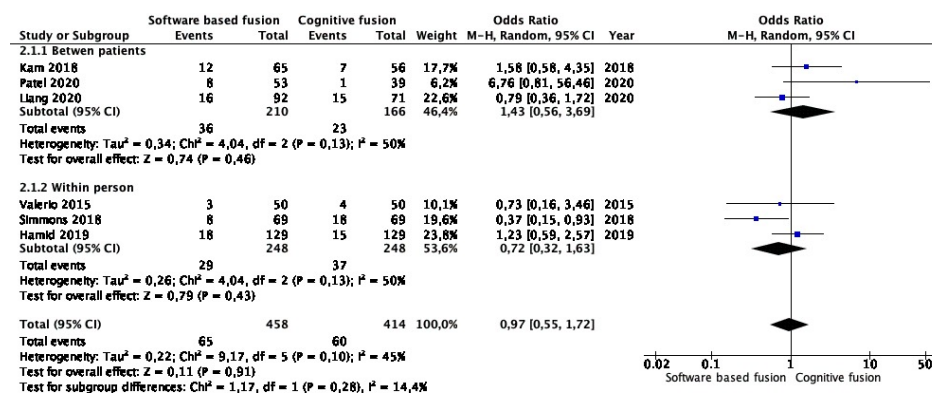 Software based fusion Cognitive fusion Odds Ratio Odds Ratio
Study or Subgroup Events Total Events Total Weight M-H, Random, 95% CI Year M-H, Random, 95% CI
2.1.1 Betwen patients
Kam 2018 12 65 7 56 17,7% 1,58 [0,58, 4,35] 2018
Patel 2020 8 53 1 39 6,2% 6,76 [0,81, 56,46] 2020
Liang 2020 16 92 15 71 22,6% 0,79 [0,36, 1,72] 2020
Subtotal (95% CI) 210 166 46,4% 1,43 [0,56, 3,69]
Total events 36 23
Heterogeneity: Tau² = 0,34; Chi² = 4,04, df = 2 (P = 0,13); I² = 50%
Test for overall effect: Z = 0,74 (P = 0,46)
2.1.2 Within person
Valerio 2015 3 50 4 50 10,1% 0,73 [0,16, 3,46] 2015
Simmons 2018 8 69 18 69 19,6% 0,37 [0,15, 0,93] 2018
Hamid 2019 18 129 15 129 23,8% 1,23 [0,59, 2,57] 2019
Subtotal (95% CI) 248 248 53,6% 0,72 [0,32, 1,63]
Total events 29 37
Heterogeneity: Tau² = 0,26; Chi² = 4,04, df = 2 (P = 0,13); I² = 50%
Test for overall effect: Z = 0,79 (P = 0,43)
Total (95% CI) 458 414 100,0% 0,97 [0,55, 1,72]
Total events 65 60
Heterogeneity: Tau² = 0,22; Chi² = 9,17, df = 5 (P = 0,10); I² = 45%
Test for overall effect: Z = 0,11 (P = 0,91)
Test for subgroup differences: Chi² = 1,17, df = 1 (P = 0,28), I² = 14,4%
0.02 0.1 1 10 50
Software based fusion Cognitive fusion